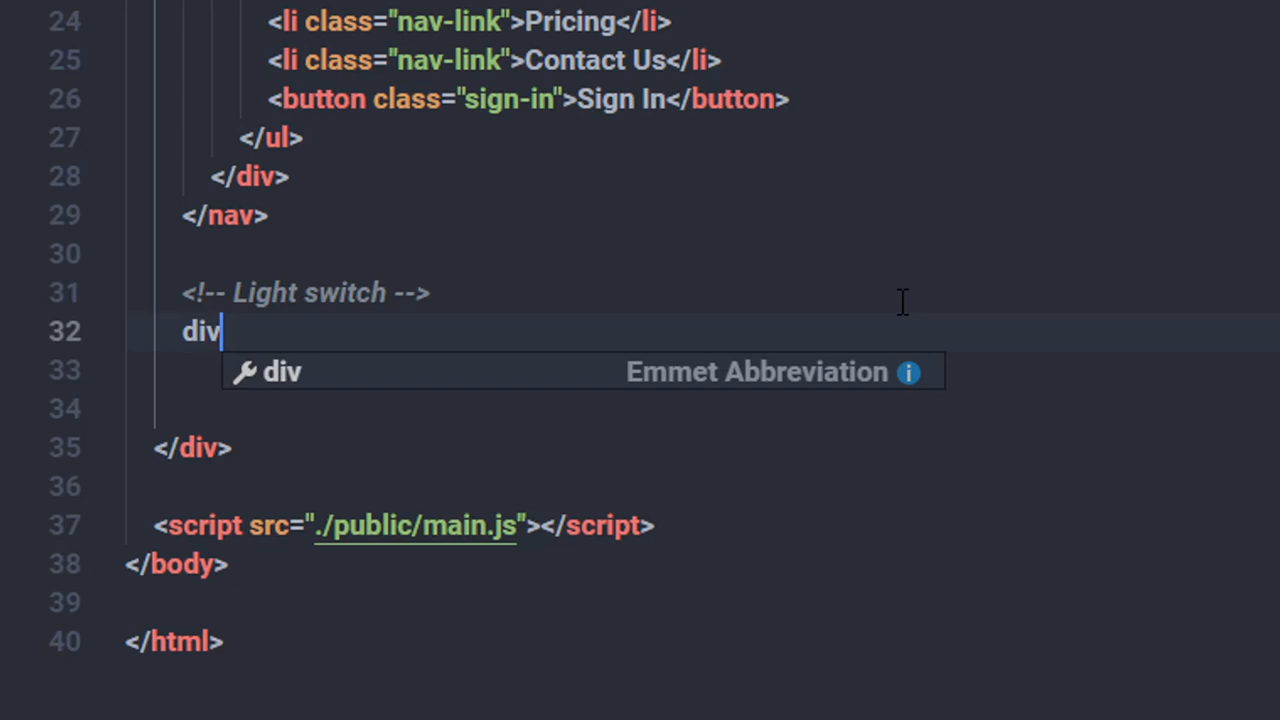 24 <li class="nav-link">Pricing</li>
25 <li class="nav-link">Contact Us</li>
26 <button class="sign-in">Sign In</button>
27 </ul>
28 </div>
29 </nav>
30
31 <!-- Light switch -->
32 div
33 div Emmet Abbreviation i
34
35 </div>
36
37 <script src="./public/main.js"></script>
38 </body>
39
40 </html>